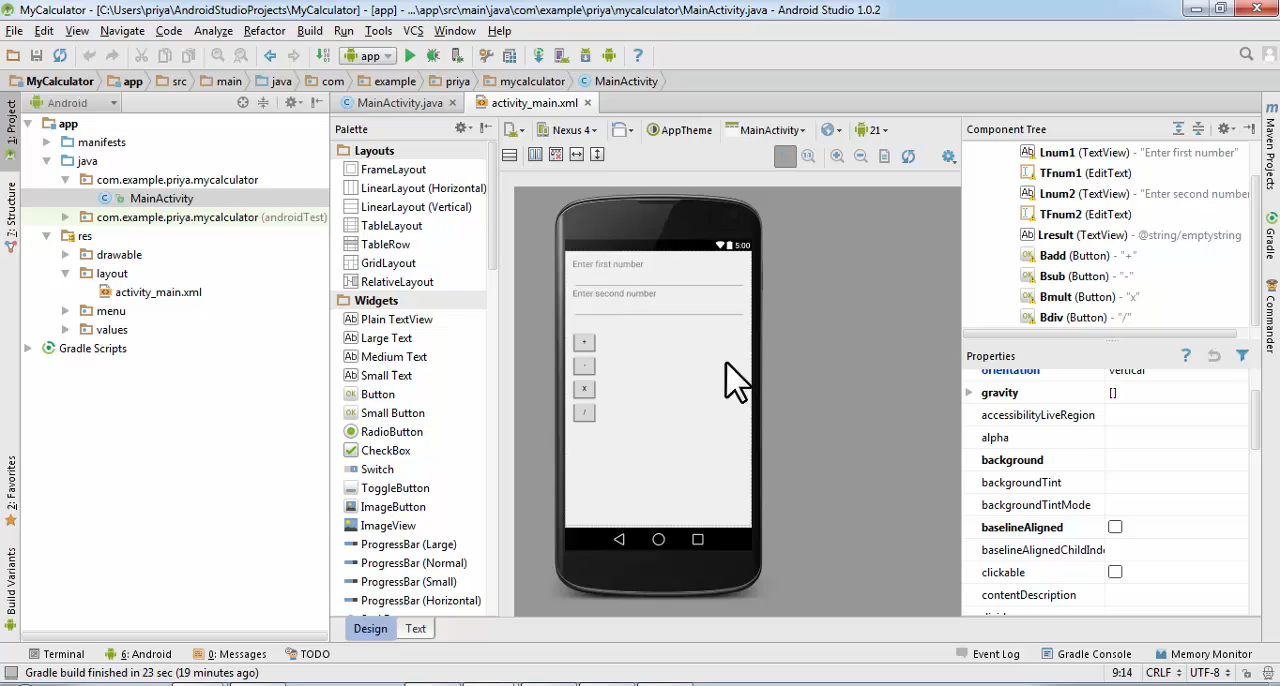 MyCalculator - [C:\Users\priya\AndroidStudioProjects\MyCalculator] - [app] - ...\app\src\main\java\com\example\priya\mycalculator\MainActivity.java - Android Studio 1.0.2
File Edit View Navigate Code Analyze Refactor Build Run Tools VCS Window Help
app
MyCalculator app src main java com example priya mycalculator MainActivity
1: Project
7: Structure
2: Favorites
Build Variants
Android
app
manifests
java
com.example.priya.mycalculator
MainActivity
com.example.priya.mycalculator (androidTest)
res
drawable
layout
activity_main.xml
menu
values
Gradle Scripts
MainActivity.java activity_main.xml
Palette
Layouts
FrameLayout
LinearLayout (Horizontal)
LinearLayout (Vertical)
TableLayout
TableRow
GridLayout
RelativeLayout
Widgets
Plain TextView
Large Text
Medium Text
Small Text
Button
Small Button
RadioButton
CheckBox
Switch
ToggleButton
ImageButton
ImageView
ProgressBar (Large)
ProgressBar (Normal)
ProgressBar (Small)
ProgressBar (Horizontal)
Design Text
Nexus 4 AppTheme MainActivity 21
5:00
Enter first number
Enter second number
+
-
x
/
Component Tree
Lnum1 (TextView) - "Enter first number"
TFnum1 (EditText)
Lnum2 (TextView) - "Enter second number
TFnum2 (EditText)
Lresult (TextView) - @string/emptystring
Badd (Button) - "+"
Bsub (Button) - "-"
Bmult (Button) - "x"
Bdiv (Button) - "/"
Properties
orientation vertical
gravity []
accessibilityLiveRegion
alpha
background
backgroundTint
backgroundTintMode
baselineAligned
baselineAlignedChildInde
clickable
contentDescription
Maven Projects
Gradle
Commander
Terminal 6: Android 0: Messages TODO Event Log Gradle Console Memory Monitor
Gradle build finished in 23 sec (19 minutes ago) 9:14 CRLF UTF-8